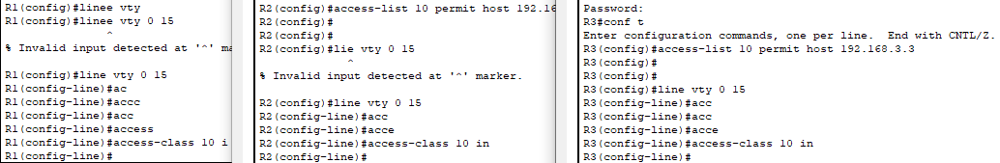 R1(config)#linee vty
R1(config)#linee vty 0 15
^
% Invalid input detected at '^' ma
R1(config)#line vty 0 15
R1(config-line)#ac
R1(config-line)#accc
R1(config-line)#acc
R1(config-line)#access
R1(config-line)#access-class 10 i
R1(config-line)#
R2(config)#access-list 10 permit host 192.16
R2(config)#
R2(config)#
R2(config)#lie vty 0 15
^
% Invalid input detected at '^' marker.
R2(config)#line vty 0 15
R2(config-line)#acc
R2(config-line)#acce
R2(config-line)#access-class 10 in
R2(config-line)#
Password:
R3#conf t
Enter configuration commands, one per line. End with CNTL/Z.
R3(config)#access-list 10 permit host 192.168.3.3
R3(config)#
R3(config)#
R3(config)#line vty 0 15
R3(config-line)#acc
R3(config-line)#acc
R3(config-line)#acce
R3(config-line)#access-class 10 in
R3(config-line)#